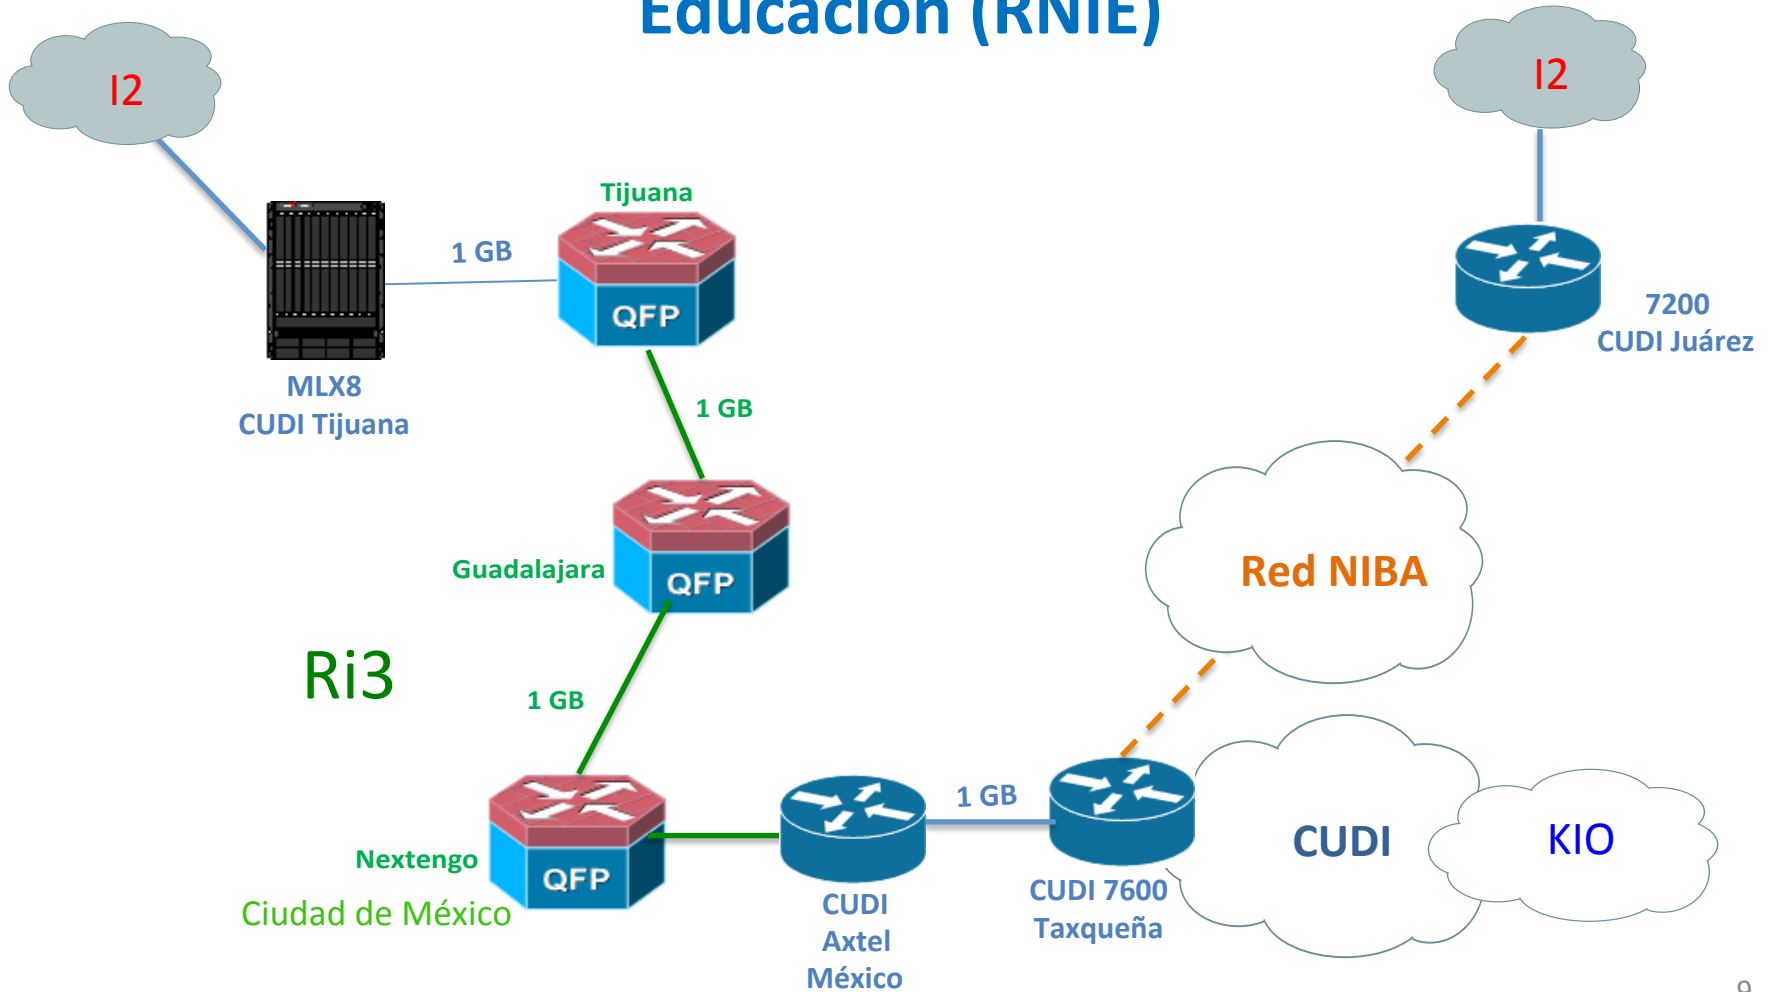 Educación (RNIE)
I2
I2
Tijuana
1 GB
QFP
7200
CUDI Juárez
MLX8
CUDI Tijuana
1 GB
Guadalajara
QFP
Red NIBA
Ri3
1 GB
1 GB
CUDI
KIO
Nextengo
QFP
Ciudad de México
CUDI
Axtel
México
CUDI 7600
Taxqueña
9